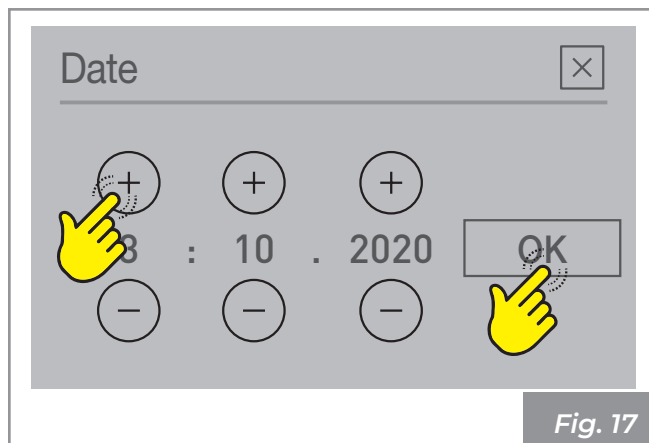 Date ×
+ + +
: 10 . 2020 OK
− − −
Fig. 17